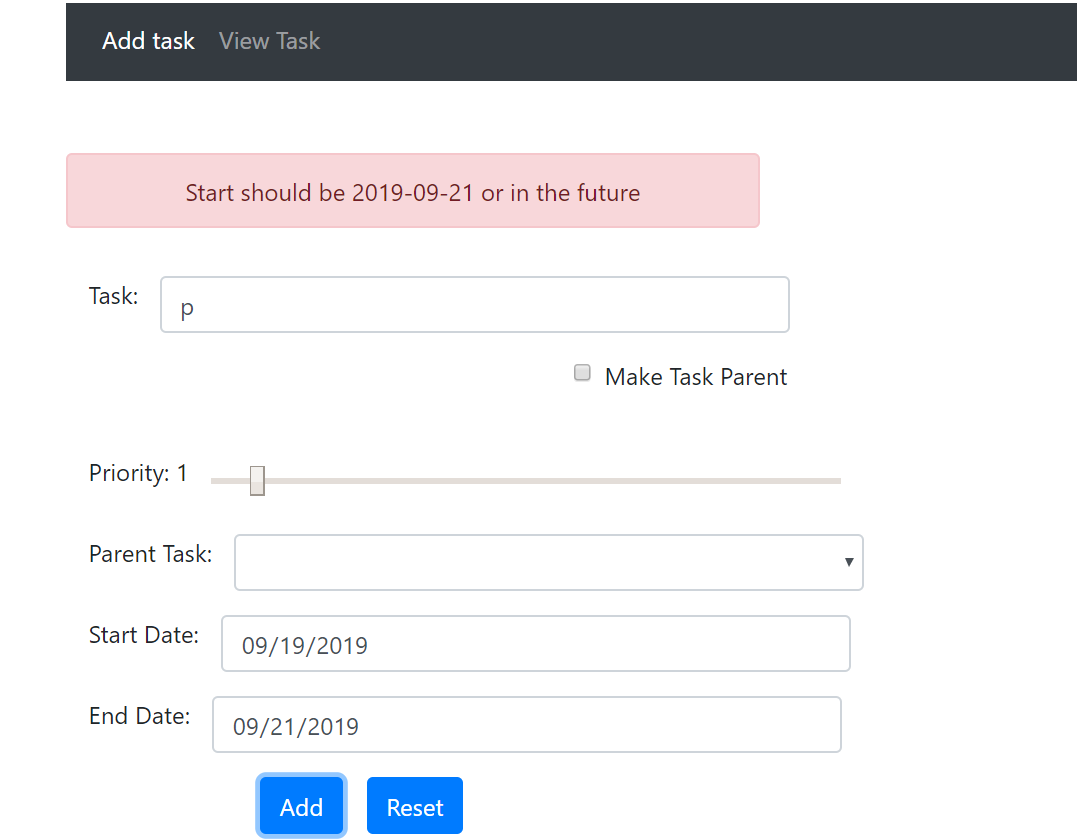 Add task View Task
Start should be 2019-09-21 or in the future
Task: p
Make Task Parent
Priority: 1
Parent Task:
Start Date: 09/19/2019
End Date: 09/21/2019
Add Reset